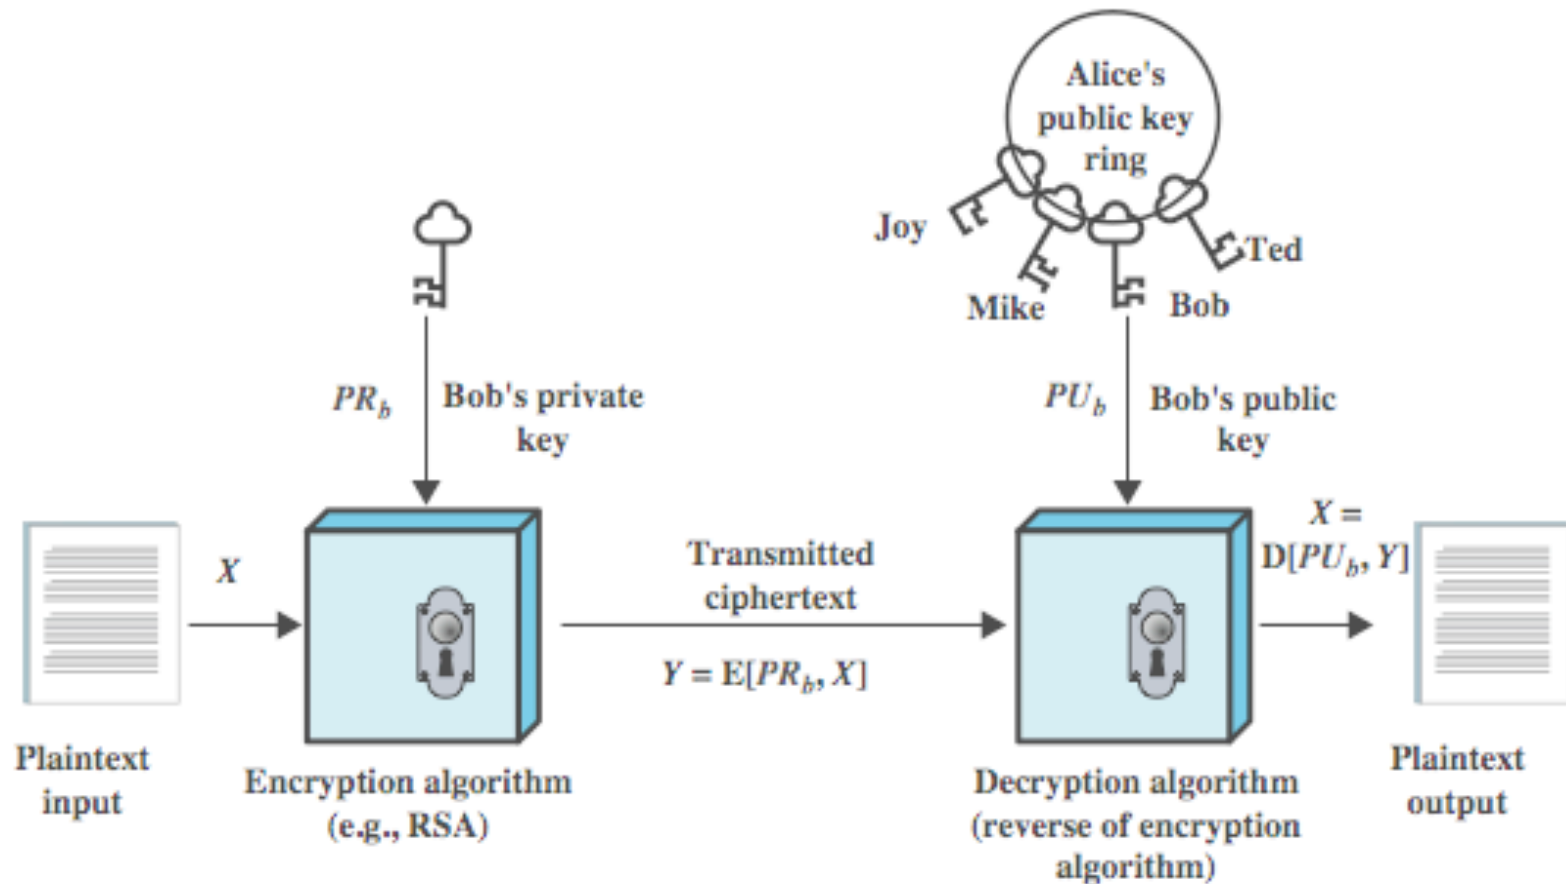 Alice's
public key
ring
Joy
Ted
Mike
Bob
PR_b
Bob's private
key
PU_b
Bob's public
key
X
Transmitted
ciphertext
Y = E[PR_b, X]
X =
D[PU_b, Y]
Plaintext
input
Encryption algorithm
(e.g., RSA)
Decryption algorithm
(reverse of encryption
algorithm)
Plaintext
output